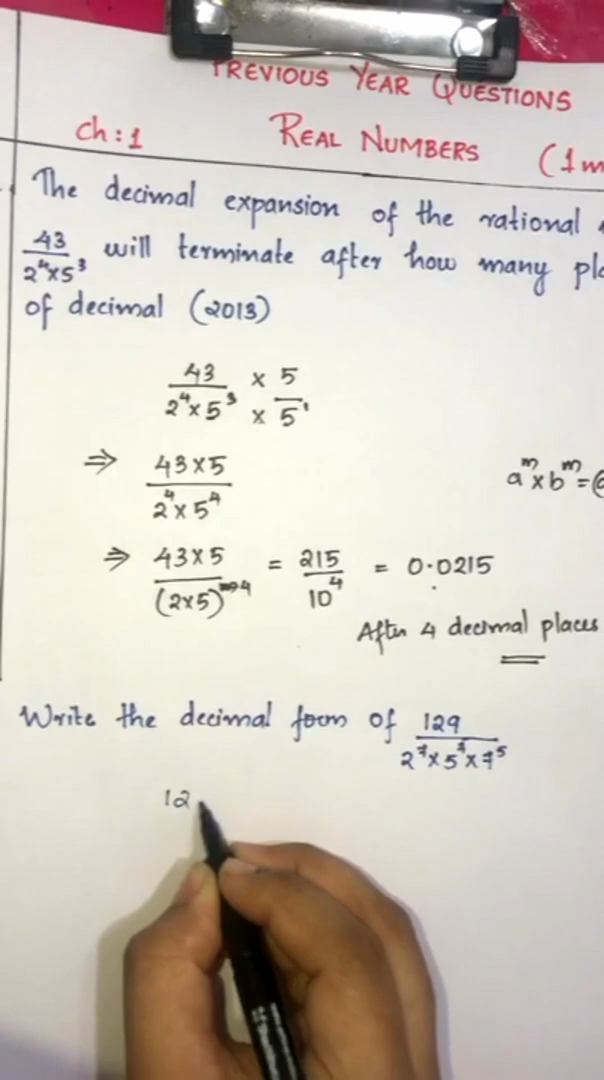 PREVIOUS YEAR QUESTIONS
Ch:1 REAL NUMBERS (1m
The decimal expansion of the rational
43/2⁴×5³ will terminate after how many pla
of decimal (2013)
43/2⁴×5³ × 5/5¹
⇒ 43×5/2⁴×5⁴
aᵐ×bᵐ=(
⇒ 43×5/(2×5)⁴ = 215/10⁴ = 0.0215
After 4 decimal places
Write the decimal form of 129/2⁷×5⁷×7⁵
12